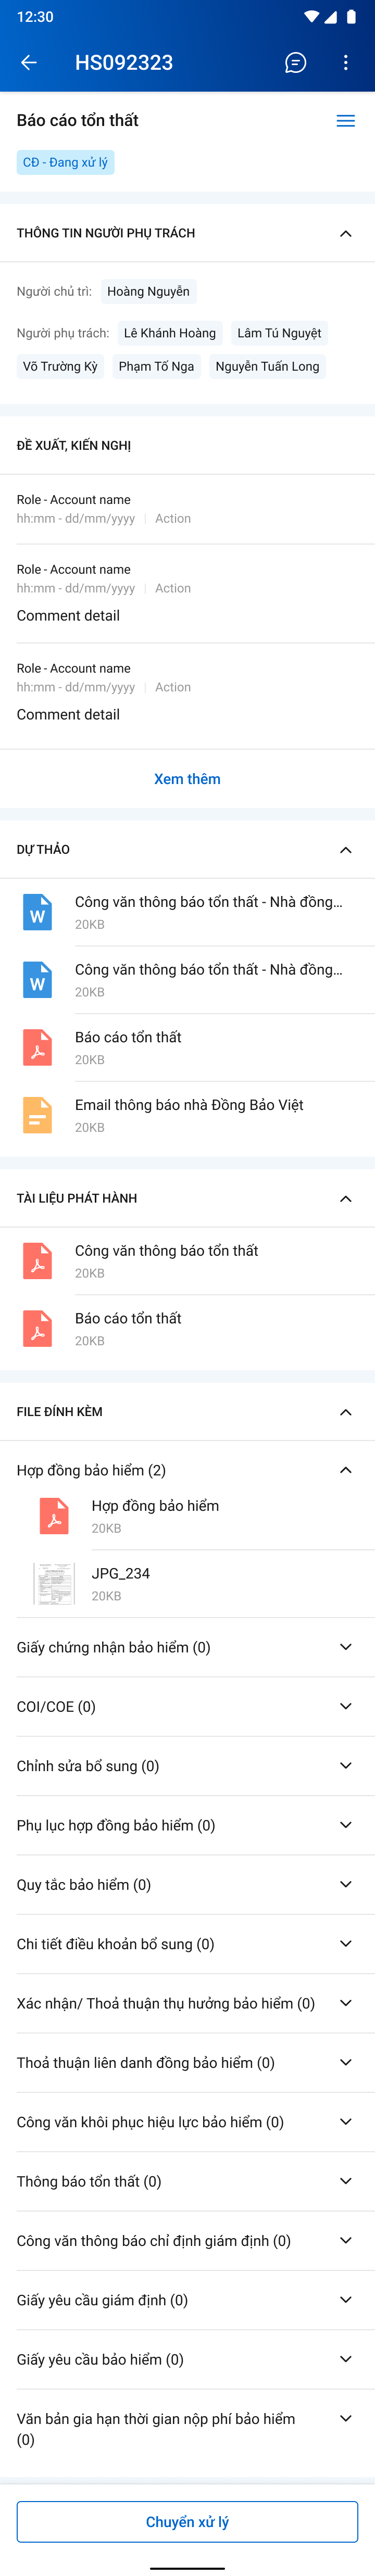 12:30
HS092323
Báo cáo tổn thất
CĐ - Đang xử lý
THÔNG TIN NGƯỜI PHỤ TRÁCH
Người chủ trì: Hoàng Nguyễn
Người phụ trách: Lê Khánh Hoàng Lâm Tú Nguyệt
Võ Trường Kỳ Phạm Tố Nga Nguyễn Tuấn Long
ĐỀ XUẤT, KIẾN NGHỊ
Role - Account name
hh:mm - dd/mm/yyyy | Action
Role - Account name
hh:mm - dd/mm/yyyy | Action
Comment detail
Role - Account name
hh:mm - dd/mm/yyyy | Action
Comment detail
Xem thêm
DỰ THẢO
W Công văn thông báo tổn thất - Nhà đồng...
20KB
W Công văn thông báo tổn thất - Nhà đồng...
20KB
Báo cáo tổn thất
20KB
Email thông báo nhà Đồng Bảo Việt
20KB
TÀI LIỆU PHÁT HÀNH
Công văn thông báo tổn thất
20KB
Báo cáo tổn thất
20KB
FILE ĐÍNH KÈM
Hợp đồng bảo hiểm (2)
Hợp đồng bảo hiểm
20KB
JPG_234
20KB
Giấy chứng nhận bảo hiểm (0)
COI/COE (0)
Chỉnh sửa bổ sung (0)
Phụ lục hợp đồng bảo hiểm (0)
Quy tắc bảo hiểm (0)
Chi tiết điều khoản bổ sung (0)
Xác nhận/ Thoả thuận thụ hưởng bảo hiểm (0)
Thoả thuận liên danh đồng bảo hiểm (0)
Công văn khôi phục hiệu lực bảo hiểm (0)
Thông báo tổn thất (0)
Công văn thông báo chỉ định giám định (0)
Giấy yêu cầu giám định (0)
Giấy yêu cầu bảo hiểm (0)
Văn bản gia hạn thời gian nộp phí bảo hiểm
(0)
Chuyển xử lý